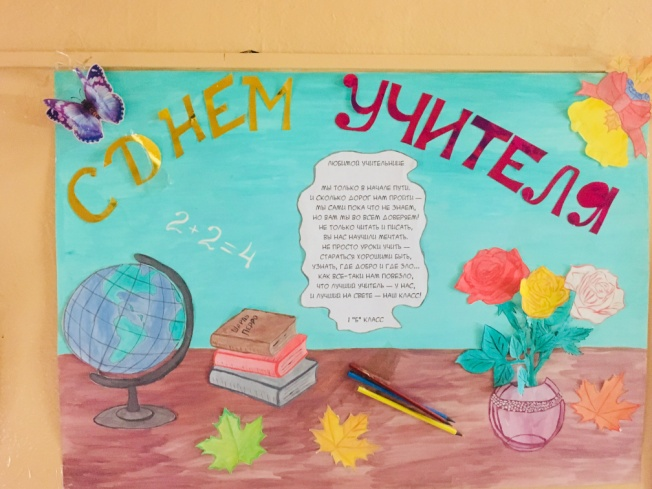 С ДНЕМ УЧИТЕЛЯ
2+2=4
ЛЮБИМОЙ УЧИТЕЛЬНИЦЕ
МЫ ТОЛЬКО В НАЧАЛЕ ПУТИ,
И СКОЛЬКО ДОРОГ НАМ ПРОЙТИ —
МЫ САМИ ПОКА ЧТО НЕ ЗНАЕМ,
НО ВАМ МЫ ВО ВСЕМ ДОВЕРЯЕМ!
НЕ ТОЛЬКО ЧИТАТЬ И ПИСАТЬ,
ВЫ НАС НАУЧИЛИ МЕЧТАТЬ.
НЕ ПРОСТО УРОКИ УЧИТЬ —
СТАРАТЬСЯ ХОРОШИМИ БЫТЬ,
УЗНАТЬ, ГДЕ ДОБРО И ГДЕ ЗЛО...
КАК ВСЕ-ТАКИ НАМ ПОВЕЗЛО,
ЧТО ЛУЧШИЙ УЧИТЕЛЬ — У НАС,
И ЛУЧШИЙ НА СВЕТЕ — НАШ КЛАСС!
1 "Б" КЛАСС